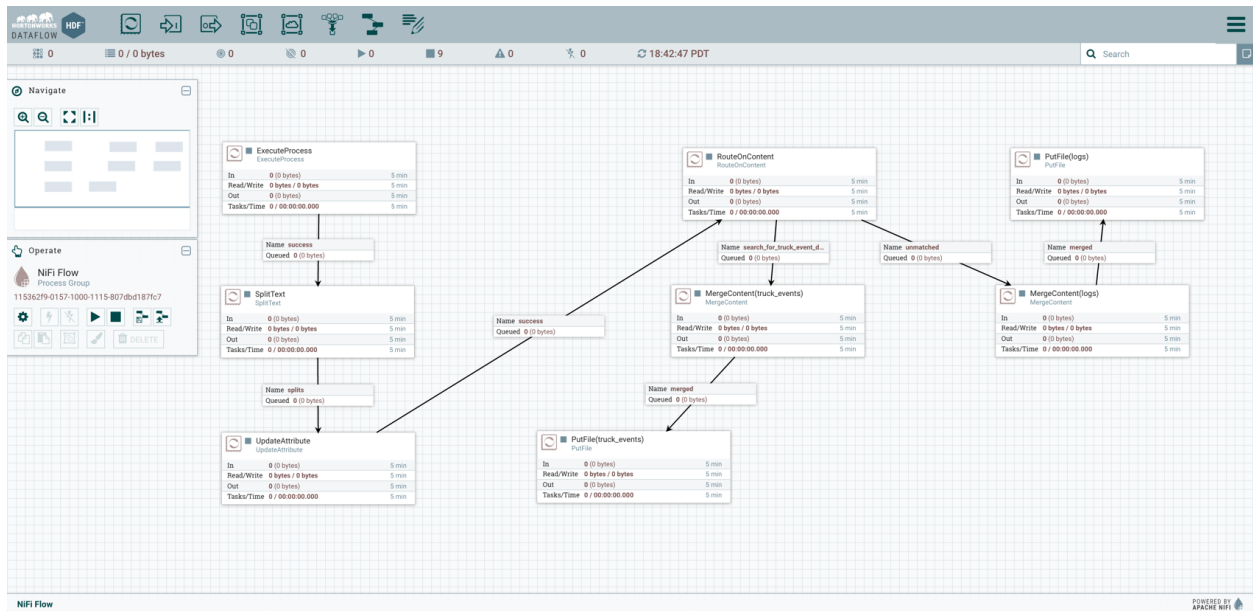 HORTONWORKS
DATAFLOW
HDF
0
0 / 0 bytes
0
0
0
9
0
0
18:42:47 PDT
Search
Navigate
Operate
NiFi Flow
Process Group
115362f9-0157-1000-1115-807dbd187fc7
DELETE
ExecuteProcess
ExecuteProcess
In 0 (0 bytes) 5 min
Read/Write 0 bytes / 0 bytes 5 min
Out 0 (0 bytes) 5 min
Tasks/Time 0 / 00:00:00.000 5 min
Name success
Queued 0 (0 bytes)
SplitText
SplitText
In 0 (0 bytes) 5 min
Read/Write 0 bytes / 0 bytes 5 min
Out 0 (0 bytes) 5 min
Tasks/Time 0 / 00:00:00.000 5 min
Name splits
Queued 0 (0 bytes)
UpdateAttribute
UpdateAttribute
In 0 (0 bytes) 5 min
Read/Write 0 bytes / 0 bytes 5 min
Out 0 (0 bytes) 5 min
Tasks/Time 0 / 00:00:00.000 5 min
Name success
Queued 0 (0 bytes)
RouteOnContent
RouteOnContent
In 0 (0 bytes) 5 min
Read/Write 0 bytes / 0 bytes 5 min
Out 0 (0 bytes) 5 min
Tasks/Time 0 / 00:00:00.000 5 min
Name search_for_truck_event_d...
Queued 0 (0 bytes)
MergeContent(truck_events)
MergeContent
In 0 (0 bytes) 5 min
Read/Write 0 bytes / 0 bytes 5 min
Out 0 (0 bytes) 5 min
Tasks/Time 0 / 00:00:00.000 5 min
Name merged
Queued 0 (0 bytes)
PutFile(truck_events)
PutFile
In 0 (0 bytes) 5 min
Read/Write 0 bytes / 0 bytes 5 min
Out 0 (0 bytes) 5 min
Tasks/Time 0 / 00:00:00.000 5 min
Name unmatched
Queued 0 (0 bytes)
MergeContent(logs)
MergeContent
In 0 (0 bytes) 5 min
Read/Write 0 bytes / 0 bytes 5 min
Out 0 (0 bytes) 5 min
Tasks/Time 0 / 00:00:00.000 5 min
Name merged
Queued 0 (0 bytes)
PutFile(logs)
PutFile
In 0 (0 bytes) 5 min
Read/Write 0 bytes / 0 bytes 5 min
Out 0 (0 bytes) 5 min
Tasks/Time 0 / 00:00:00.000 5 min
NiFi Flow
POWERED BY
APACHE NIFI